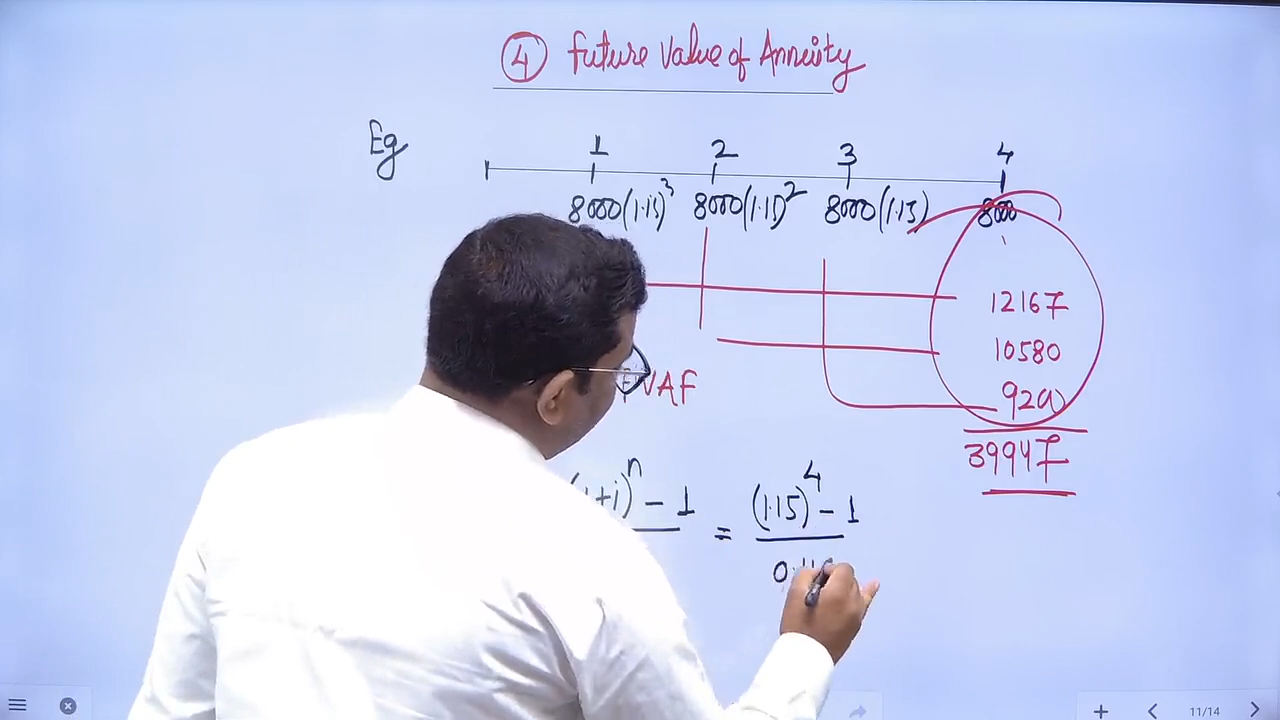 ④ Future Value of Annuity
Eg
1 2 3 4
8000(1.15)³ 8000(1.15)² 8000(1.15) 8000
12167
10580
9200
39947
VAF
(1+i)ⁿ - 1 = (1.15)⁴ - 1
11/14